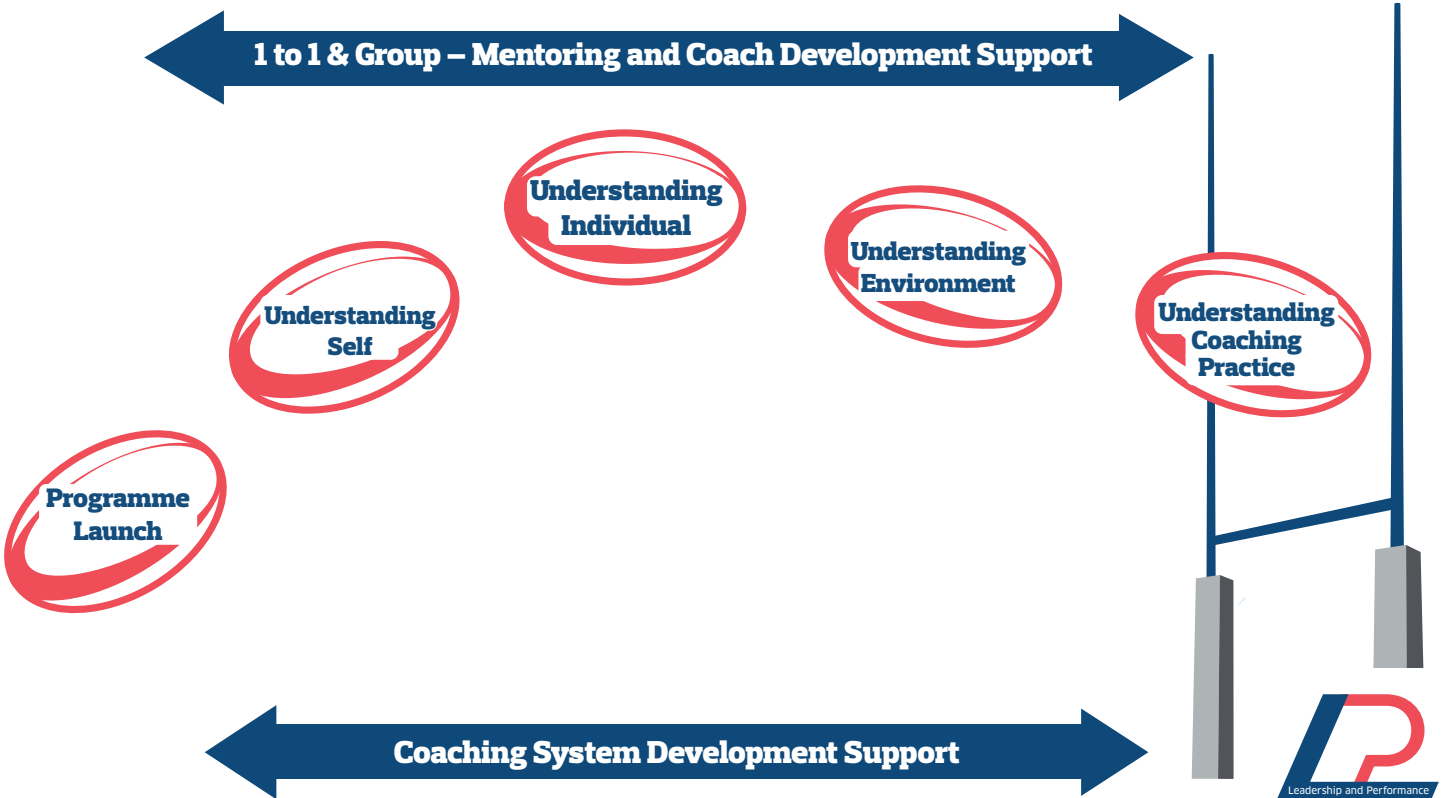 1 to 1 & Group – Mentoring and Coach Development Support
Understanding
Individual
Understanding
Environment
Understanding
Self
Understanding
Coaching
Practice
Programme
Launch
Coaching System Development Support
Leadership and Performance